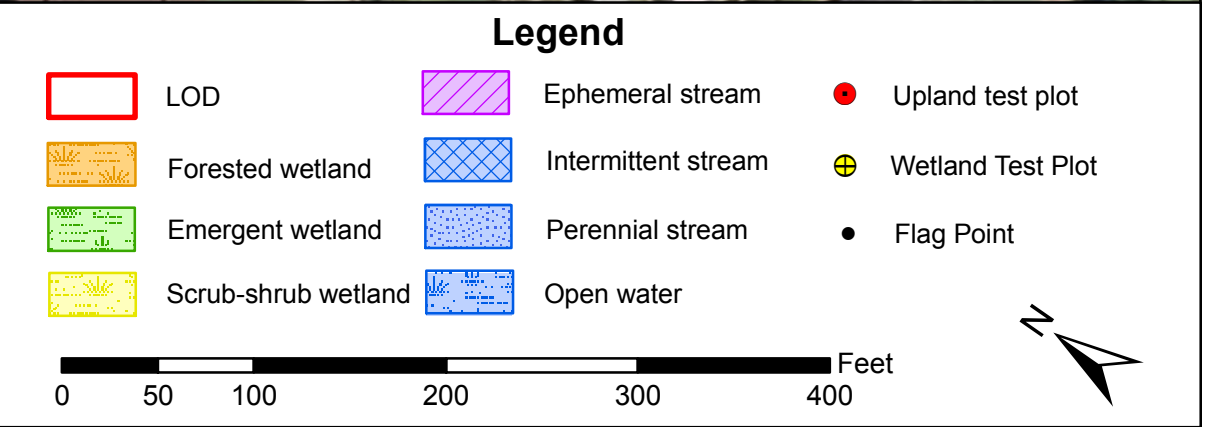 Legend
LOD
Forested wetland
Emergent wetland
Scrub-shrub wetland
Ephemeral stream
Intermittent stream
Perennial stream
Open water
Upland test plot
Wetland Test Plot
Flag Point
N
Feet
0 50 100 200 300 400